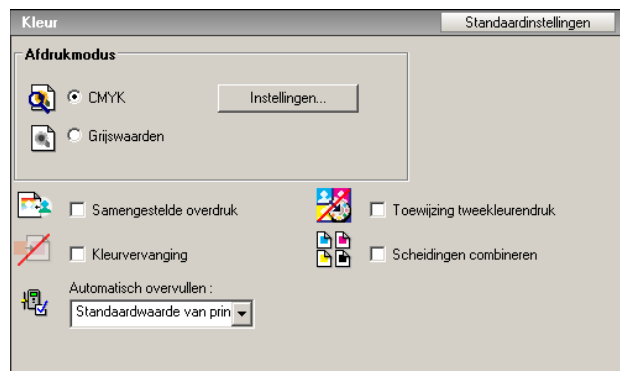 Kleur
Standaardinstellingen
Afdrukmodus
CMYK
Instellingen...
Grijswaarden
Samengestelde overdruk
Toewijzing tweekleurendruk
Kleurvervanging
Scheidingen combineren
Automatisch overvullen :
Standaardwaarde van prin